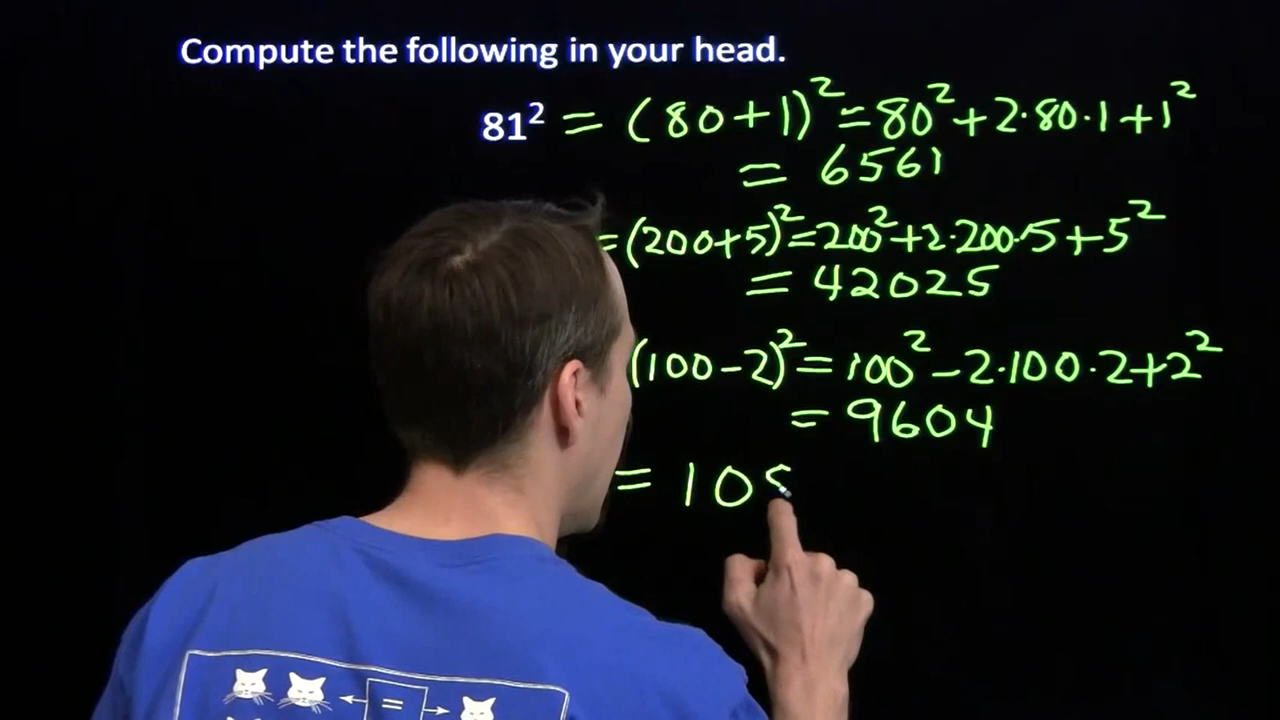 Compute the following in your head.
81² = (80+1)² = 80² + 2·80·1 + 1²
= 6561
= (200+5)² = 200² + 2·200·5 + 5²
= 42025
(100-2)² = 100² - 2·100·2 + 2²
= 9604
= 10
=